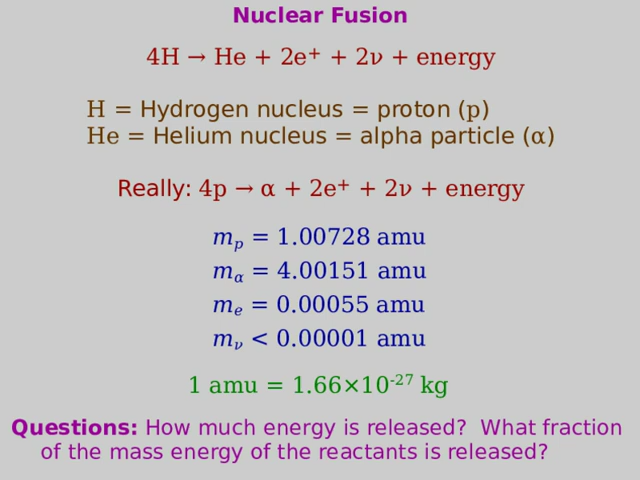 Nuclear Fusion
4H → He + 2e⁺ + 2ν + energy
H = Hydrogen nucleus = proton (p)
He = Helium nucleus = alpha particle (α)
Really: 4p → α + 2e⁺ + 2ν + energy
mₚ = 1.00728 amu
m_α = 4.00151 amu
mₑ = 0.00055 amu
m_ν < 0.00001 amu
1 amu = 1.66×10⁻²⁷ kg
Questions: How much energy is released? What fraction
of the mass energy of the reactants is released?